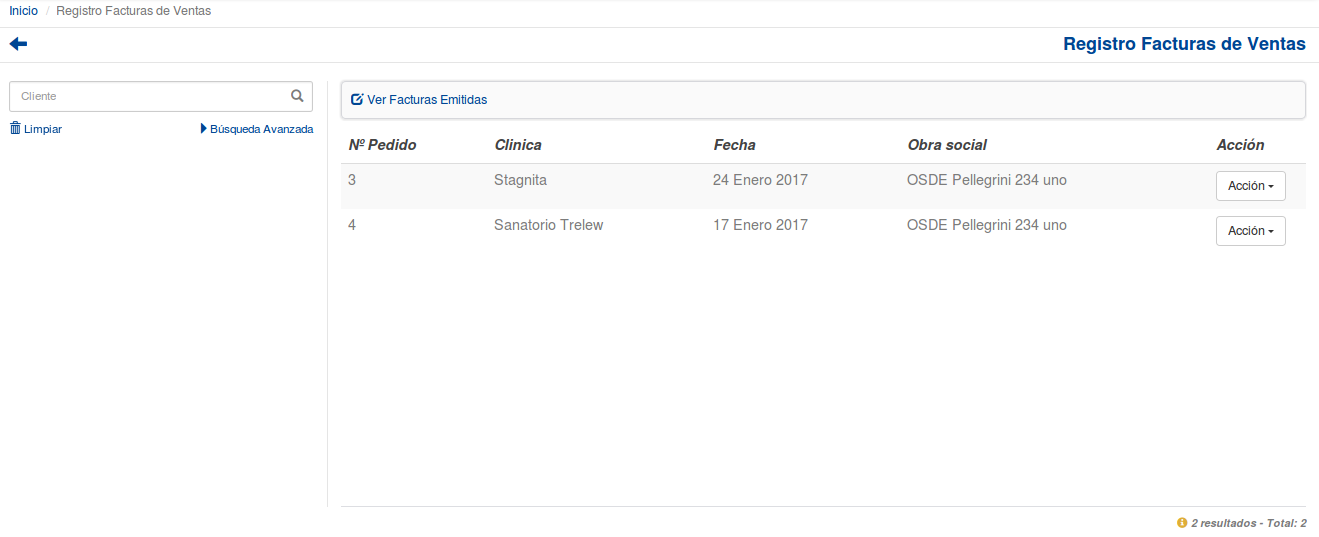 Inicio / Registro Facturas de Ventas
Registro Facturas de Ventas
Cliente
Limpiar Búsqueda Avanzada
Ver Facturas Emitidas
Nº Pedido Clinica Fecha Obra social Acción
3 Stagnita 24 Enero 2017 OSDE Pellegrini 234 uno Acción
4 Sanatorio Trelew 17 Enero 2017 OSDE Pellegrini 234 uno Acción
2 resultados - Total: 2